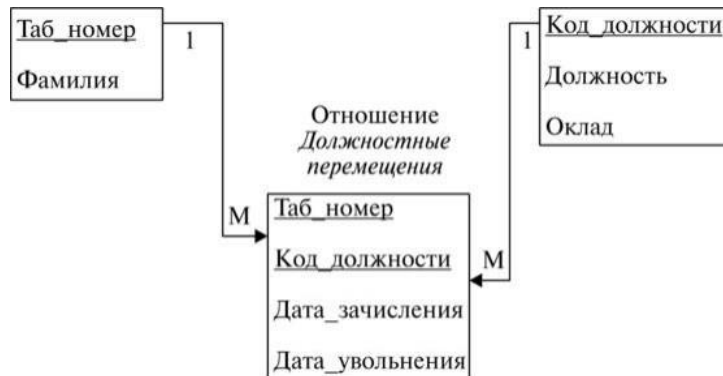 Таб_номер
Фамилия
1
1
Код_должности
Должность
Оклад
Отношение
Должностные
перемещения
М
М
Таб_номер
Код_должности
Дата_зачисления
Дата_увольнения